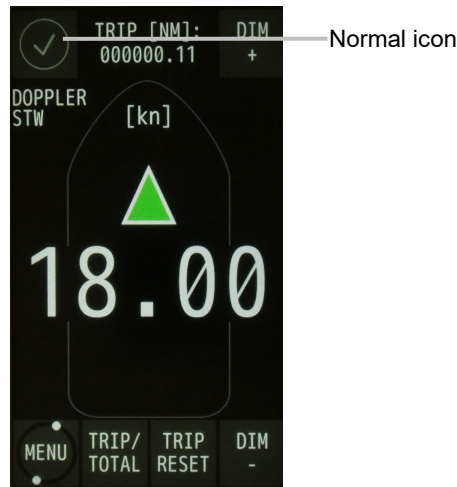 TRIP [NM]:
000000.11
DIM
+
Normal icon
DOPPLER
STW
[kn]
18.00
MENU
TRIP/
TOTAL
TRIP
RESET
DIM
-